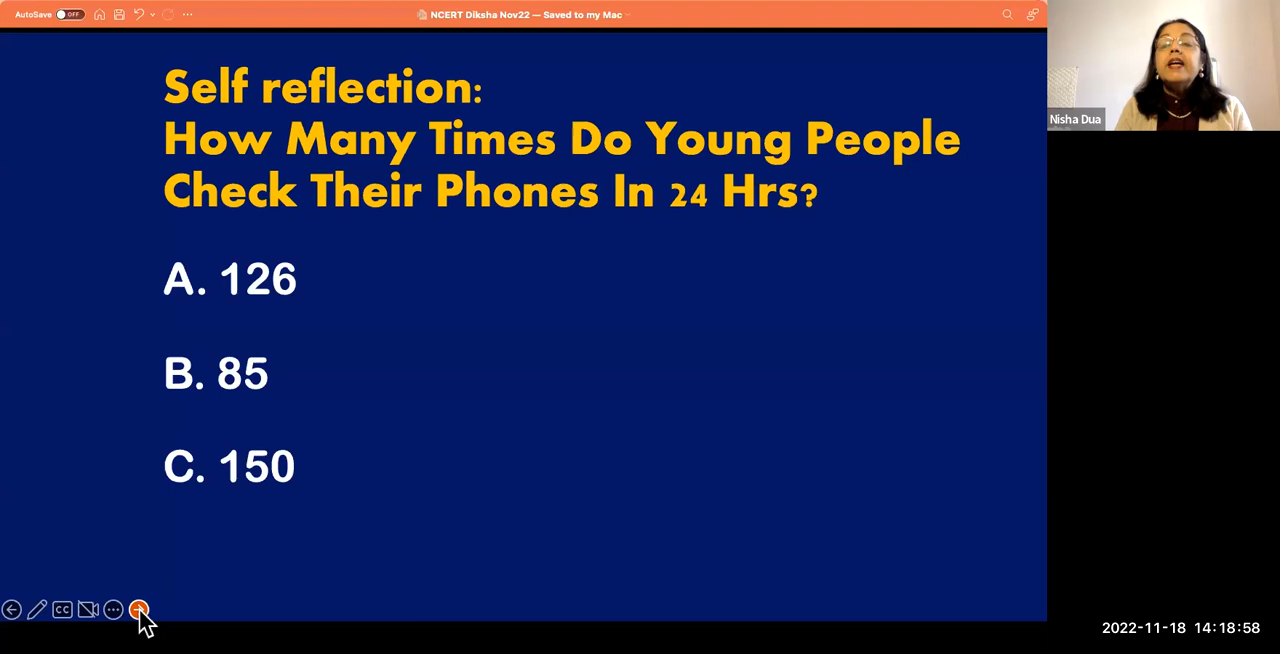 AutoSave OFF
NCERT Diksha Nov22 — Saved to my Mac
Self reflection:
How Many Times Do Young People
Check Their Phones In 24 Hrs?
A. 126
B. 85
C. 150
Nisha Dua
CC
2022-11-18 14:18:58